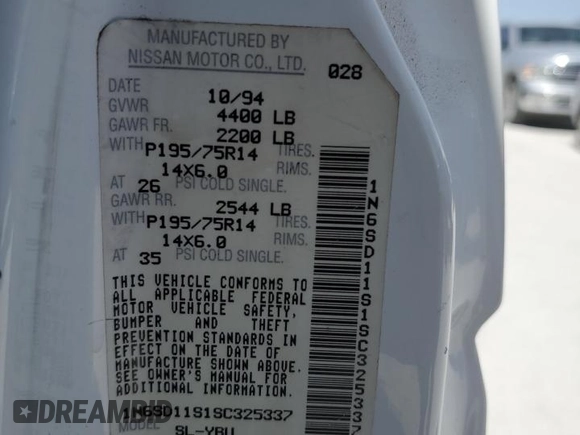 MANUFACTURED BY
NISSAN MOTOR CO., LTD. 028
DATE 10/94
GVWR 4400 LB
GAWR FR. 2200 LB
WITH P195/75R14 TIRES.
14X6.0 RIMS.
AT 26 PSI COLD SINGLE.
GAWR RR. 2544 LB
WITH P195/75R14 TIRES.
14X6.0 RIMS.
AT 35 PSI COLD SINGLE.
THIS VEHICLE CONFORMS TO
ALL APPLICABLE FEDERAL
MOTOR VEHICLE SAFETY,
BUMPER AND THEFT
PREVENTION STANDARDS IN
EFFECT ON THE DATE OF
MANUFACTURE SHOWN ABOVE.
SEE OWNER'S MANUAL FOR
ADDITIONAL INFORMATION.
1N6SD11S1SC325337
1N6SD11S1SC325337